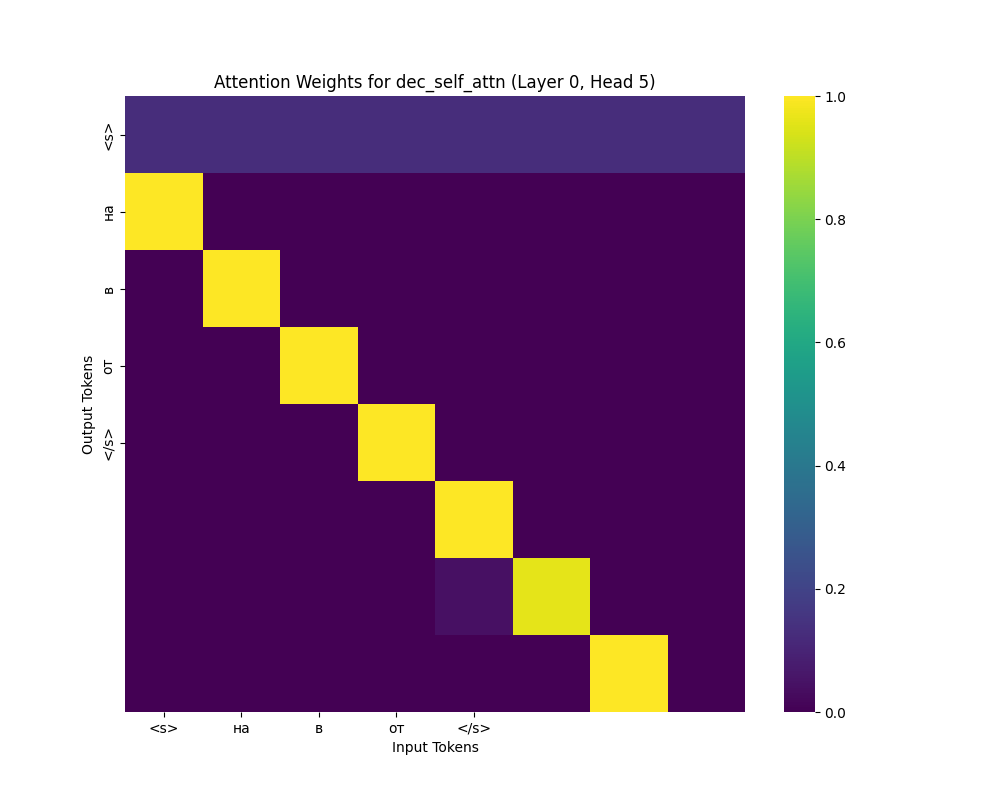 Attention Weights for dec_self_attn (Layer 0, Head 5)
<s>
на
в
от
</s>
Output Tokens
<s> на в от </s>
Input Tokens
1.0
0.8
0.6
0.4
0.2
0.0